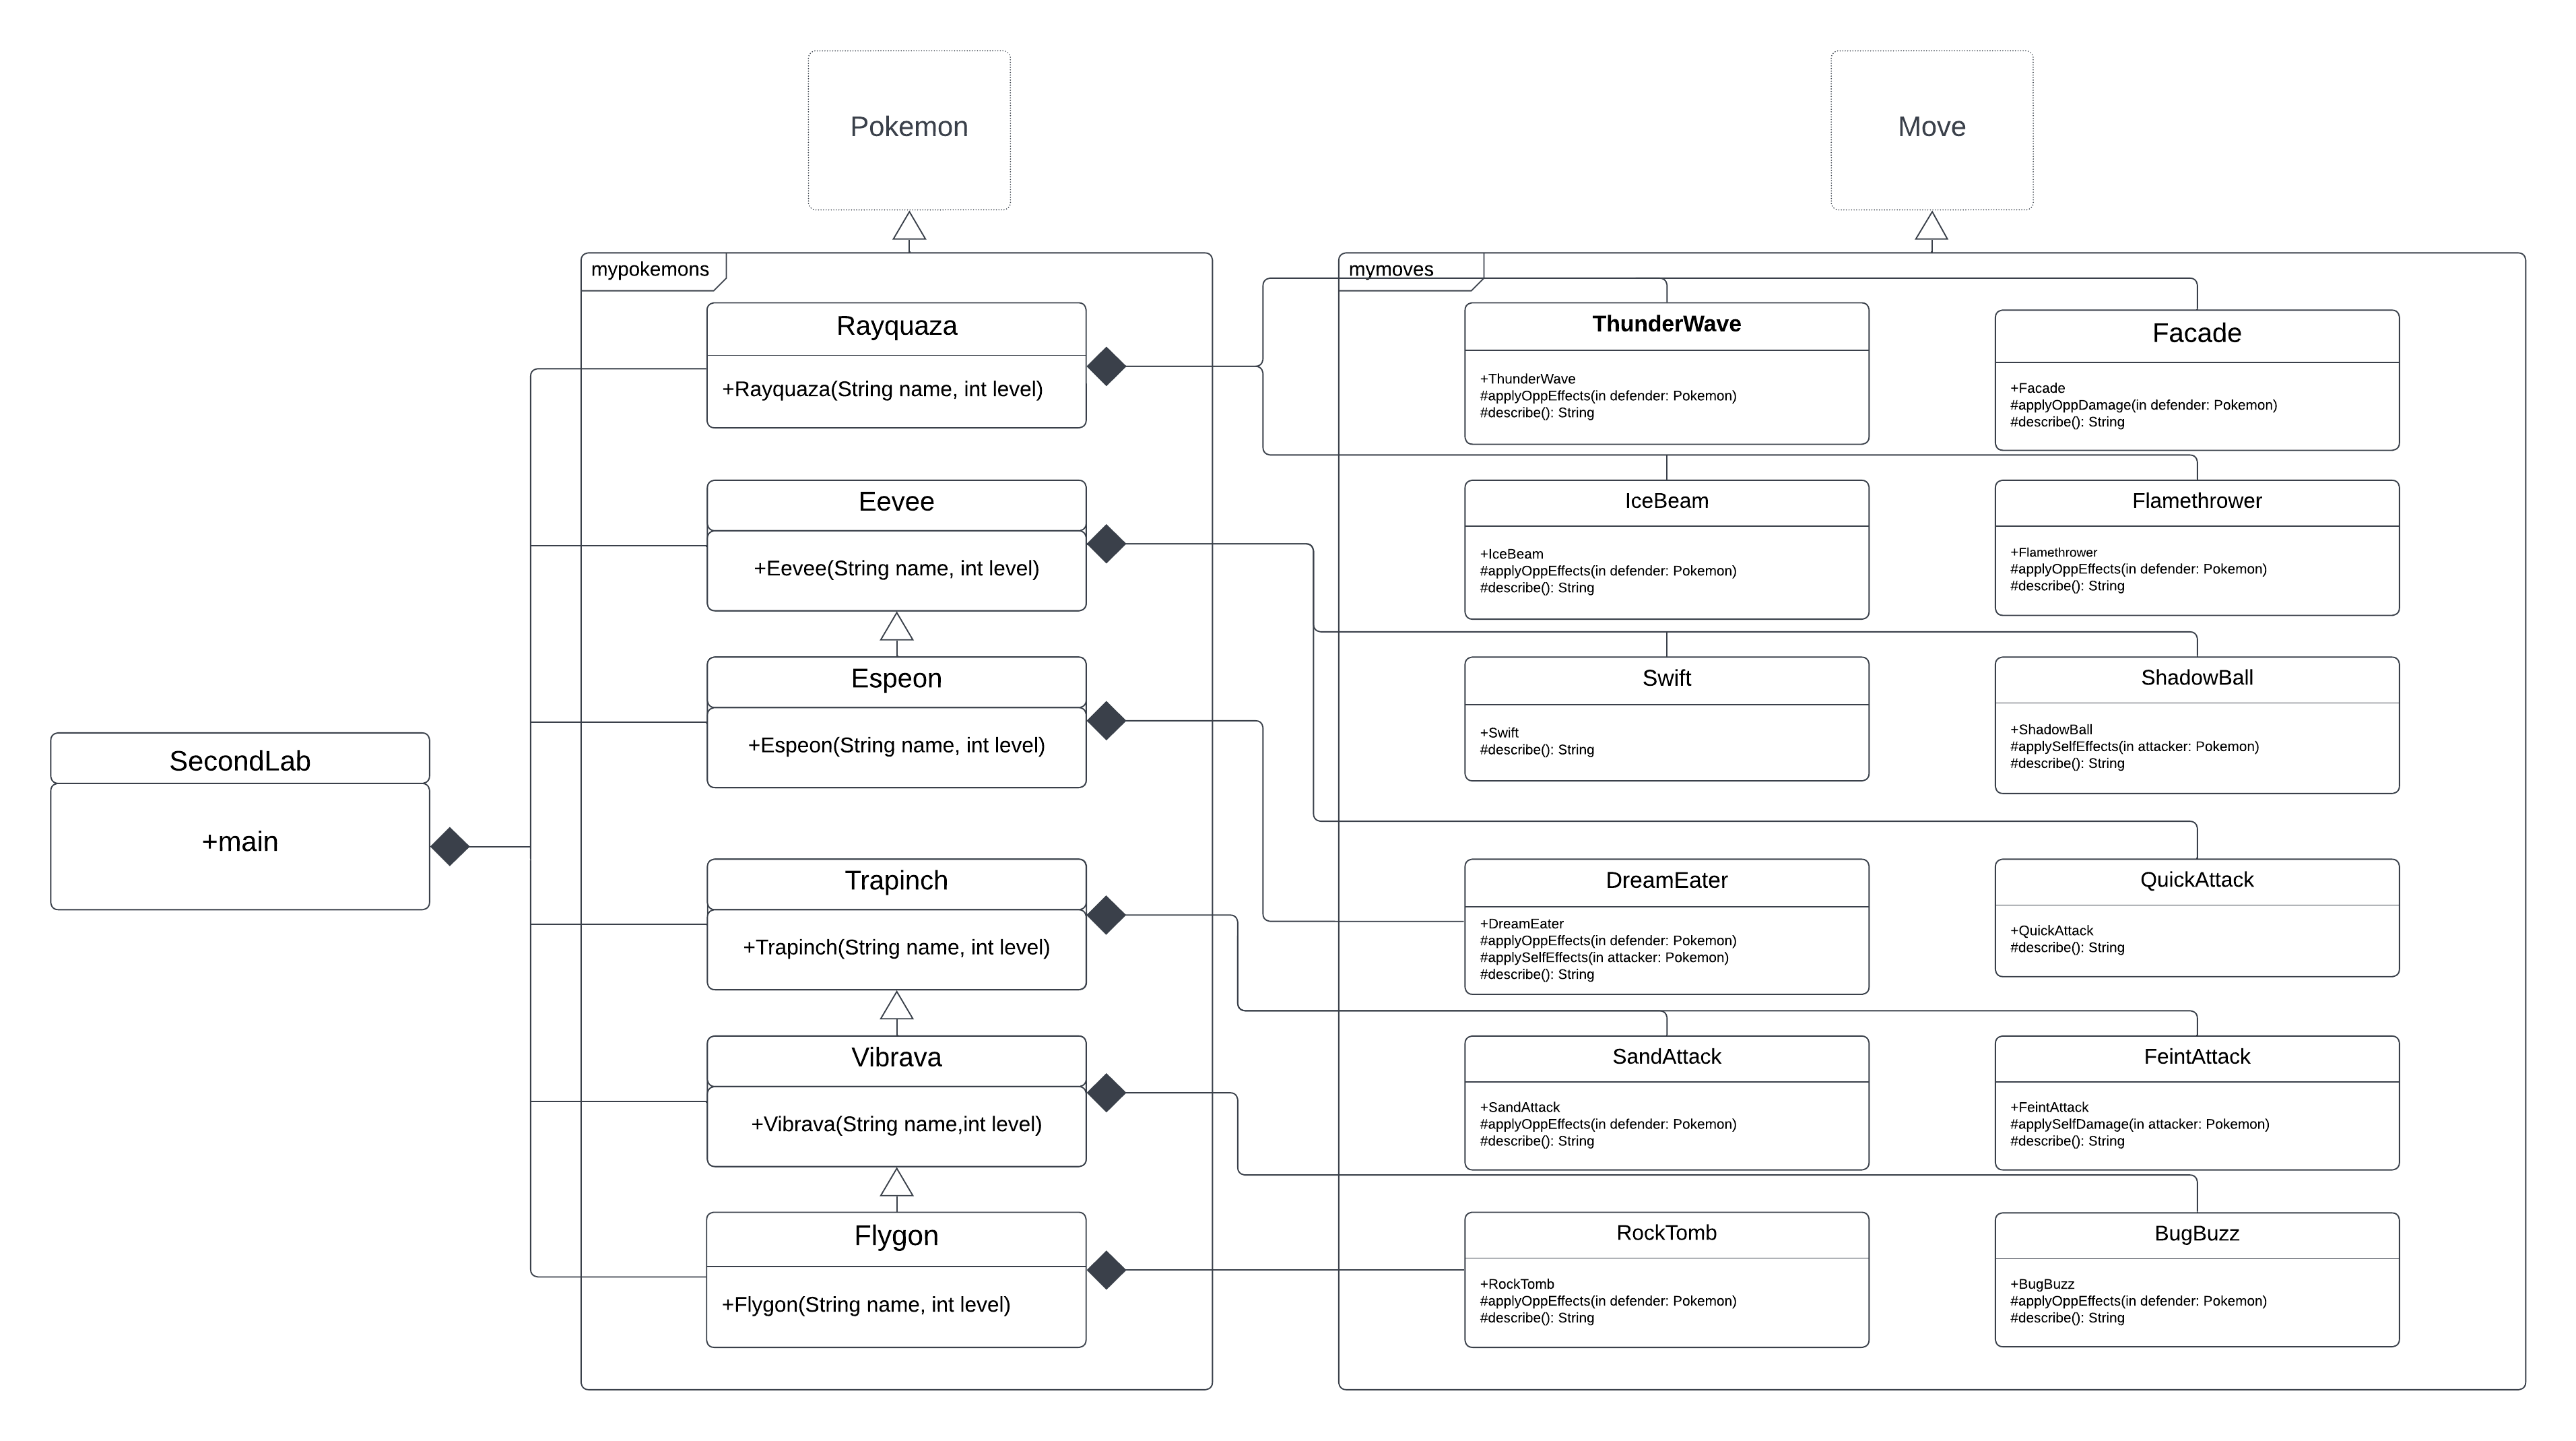 Pokemon
Move
mypokemons
mymoves
Rayquaza
+Rayquaza(String name, int level)
ThunderWave
+ThunderWave
#applyOppEffects(in defender: Pokemon)
#describe(): String
Facade
+Facade
#applyOppDamage(in defender: Pokemon)
#describe(): String
Eevee
+Eevee(String name, int level)
IceBeam
+IceBeam
#applyOppEffects(in defender: Pokemon)
#describe(): String
Flamethrower
+Flamethrower
#applyOppEffects(in defender: Pokemon)
#describe(): String
Espeon
+Espeon(String name, int level)
Swift
+Swift
#describe(): String
ShadowBall
+ShadowBall
#applySelfEffects(in attacker: Pokemon)
#describe(): String
SecondLab
+main
Trapinch
+Trapinch(String name, int level)
DreamEater
+DreamEater
#applyOppEffects(in defender: Pokemon)
#applySelfEffects(in attacker: Pokemon)
#describe(): String
QuickAttack
+QuickAttack
#describe(): String
Vibrava
+Vibrava(String name,int level)
SandAttack
+SandAttack
#applyOppEffects(in defender: Pokemon)
#describe(): String
FeintAttack
+FeintAttack
#applySelfDamage(in attacker: Pokemon)
#describe(): String
Flygon
+Flygon(String name, int level)
RockTomb
+RockTomb
#applyOppEffects(in defender: Pokemon)
#describe(): String
BugBuzz
+BugBuzz
#applyOppEffects(in defender: Pokemon)
#describe(): String